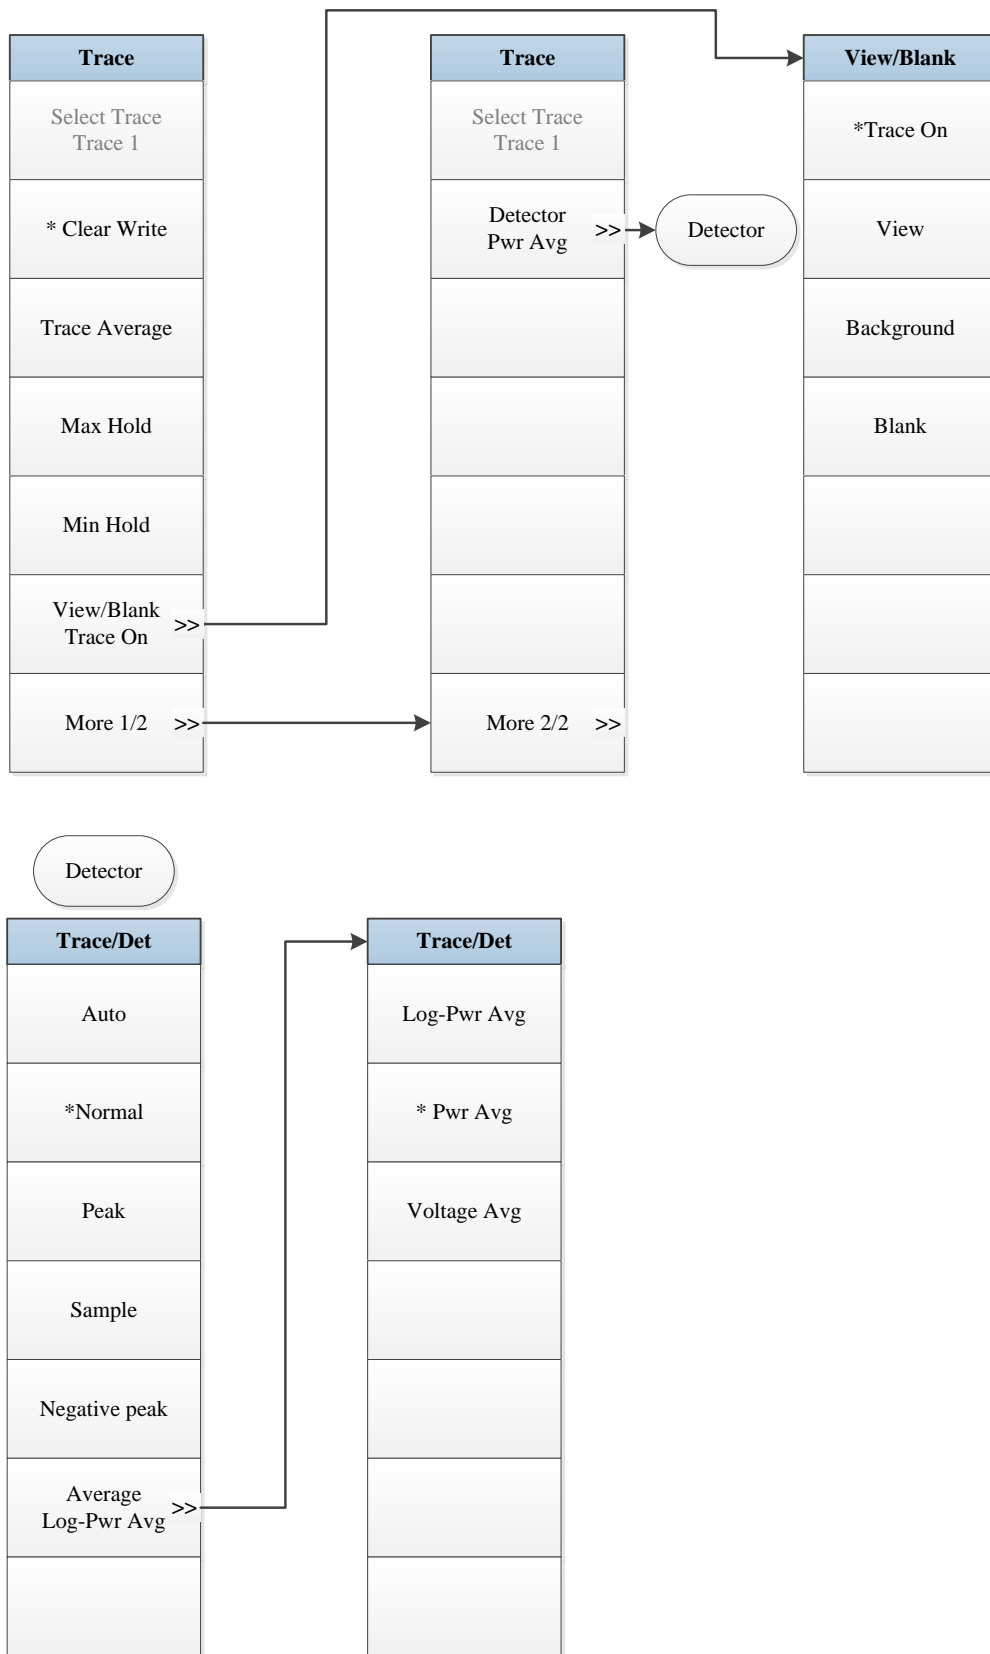 Trace
Select Trace
Trace 1
* Clear Write
Trace Average
Max Hold
Min Hold
View/Blank
Trace On
>>
More 1/2 >>
Trace
Select Trace
Trace 1
Detector
Pwr Avg
>>
Detector
More 2/2 >>
View/Blank
*Trace On
View
Background
Blank
Detector
Trace/Det
Auto
*Normal
Peak
Sample
Negative peak
Average
Log-Pwr Avg
>>
Trace/Det
Log-Pwr Avg
* Pwr Avg
Voltage Avg